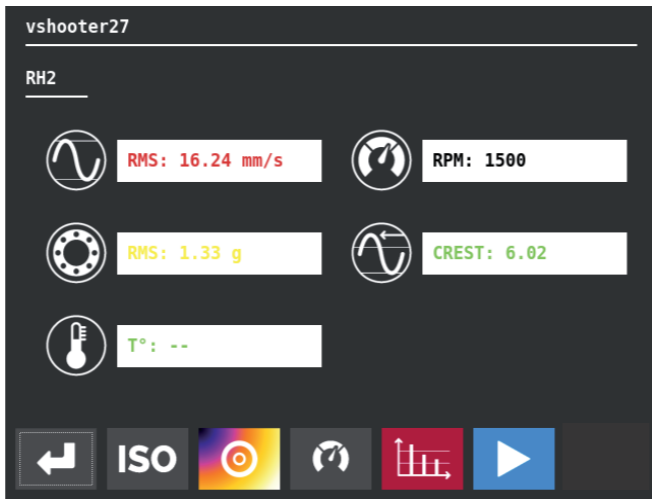 vshooter27
RH2
RMS: 16.24 mm/s
RPM: 1500
RMS: 1.33 g
CREST: 6.02
T°: --
ISO